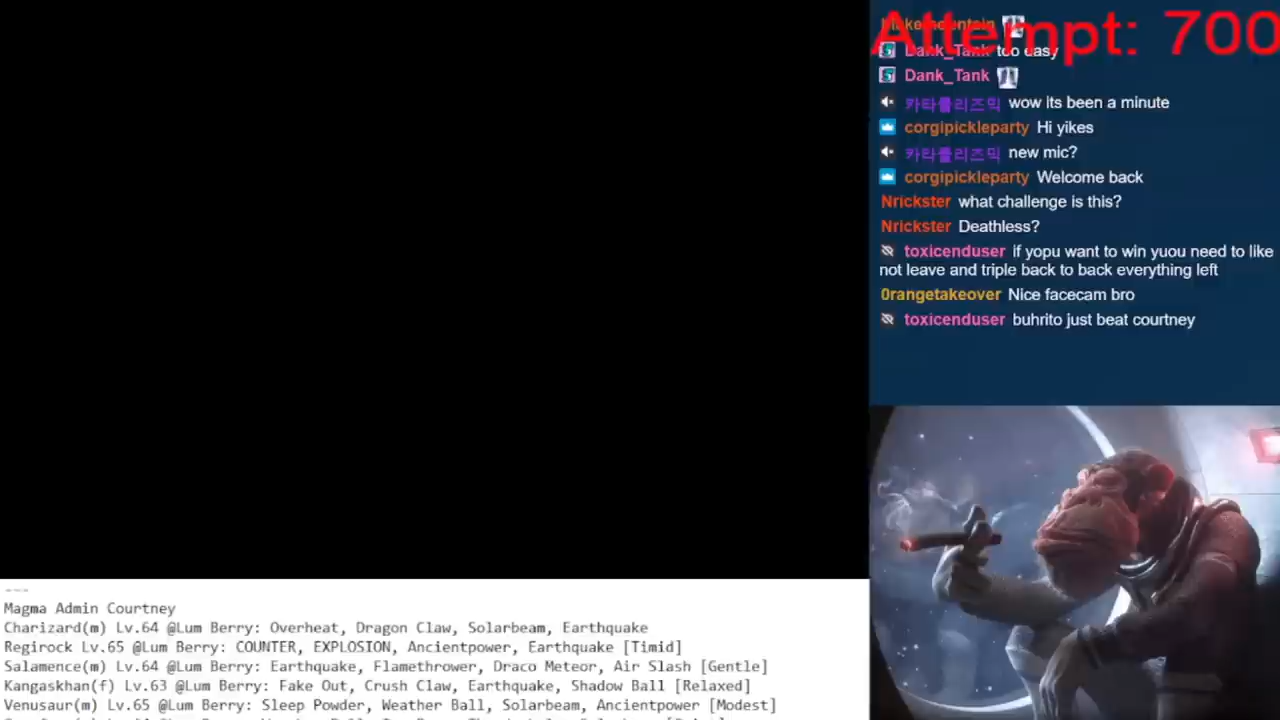 Attempt: 700
Dank_Tank too easy
Dank_Tank
카타클리즈믹 wow its been a minute
corgipickleparty Hi yikes
카타클리즈믹 new mic?
corgipickleparty Welcome back
Nrickster what challenge is this?
Nrickster Deathless?
toxicenduser if yopu want to win yuou need to like
not leave and triple back to back everything left
0rangetakeover Nice facecam bro
toxicenduser buhrito just beat courtney
---
Magma Admin Courtney
Charizard(m) Lv.64 @Lum Berry: Overheat, Dragon Claw, Solarbeam, Earthquake
Regirock Lv.65 @Lum Berry: COUNTER, EXPLOSION, Ancientpower, Earthquake [Timid]
Salamence(m) Lv.64 @Lum Berry: Earthquake, Flamethrower, Draco Meteor, Air Slash [Gentle]
Kangaskhan(f) Lv.63 @Lum Berry: Fake Out, Crush Claw, Earthquake, Shadow Ball [Relaxed]
Venusaur(m) Lv.65 @Lum Berry: Sleep Powder, Weather Ball, Solarbeam, Ancientpower [Modest]